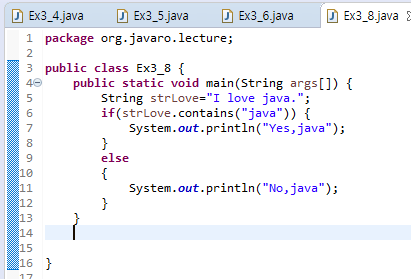 Ex3_4.java Ex3_5.java Ex3_6.java Ex3_8.java
1 package org.javaro.lecture;
2
3 public class Ex3_8 {
4 public static void main(String args[]) {
5 String strLove="I love java.";
6 if(strLove.contains("java")) {
7 System.out.println("Yes,java");
8 }
9 else
10 {
11 System.out.println("No,java");
12 }
13 }
14
15
16 }
17